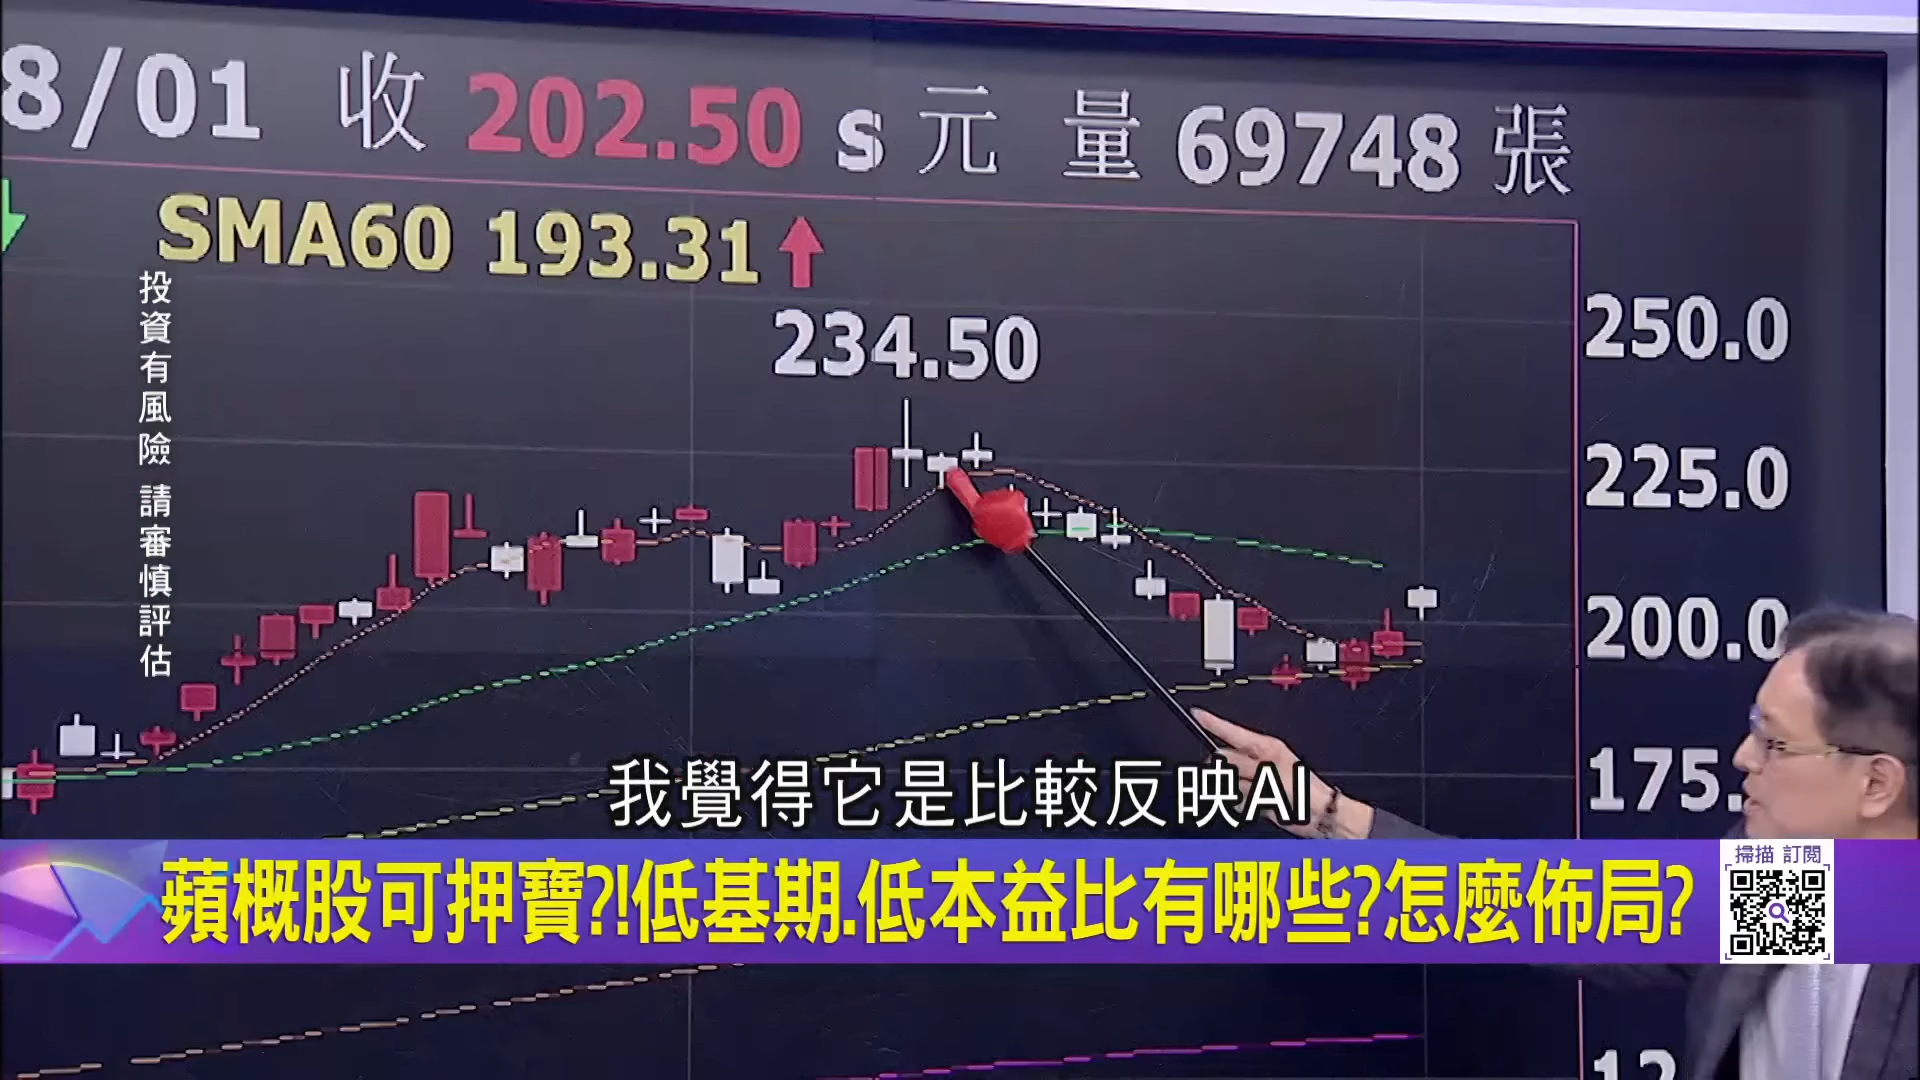 8/01 收 202.50 s 元 量 69748 張
SMA60 193.31
234.50
250.0
225.0
200.0
175.
12
投資有風險 請審慎評估
我覺得它是比較反映AI
蘋概股可押寶?!低基期.低本益比有哪些?怎麼佈局?
掃描 訂閱